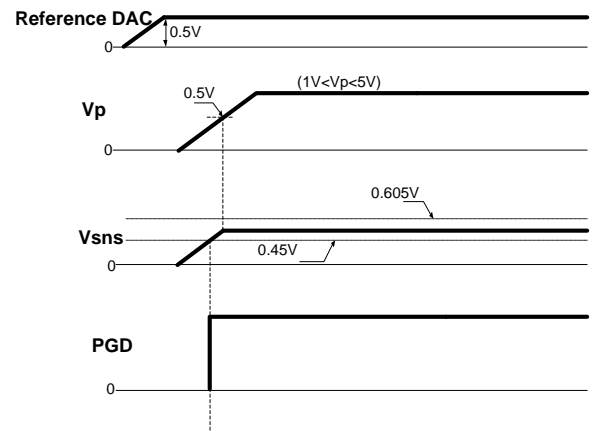 Reference DAC
0.5V
0
(1V<Vp<5V)
0.5V
Vp
0
0.605V
Vsns
0.45V
0
PGD
0